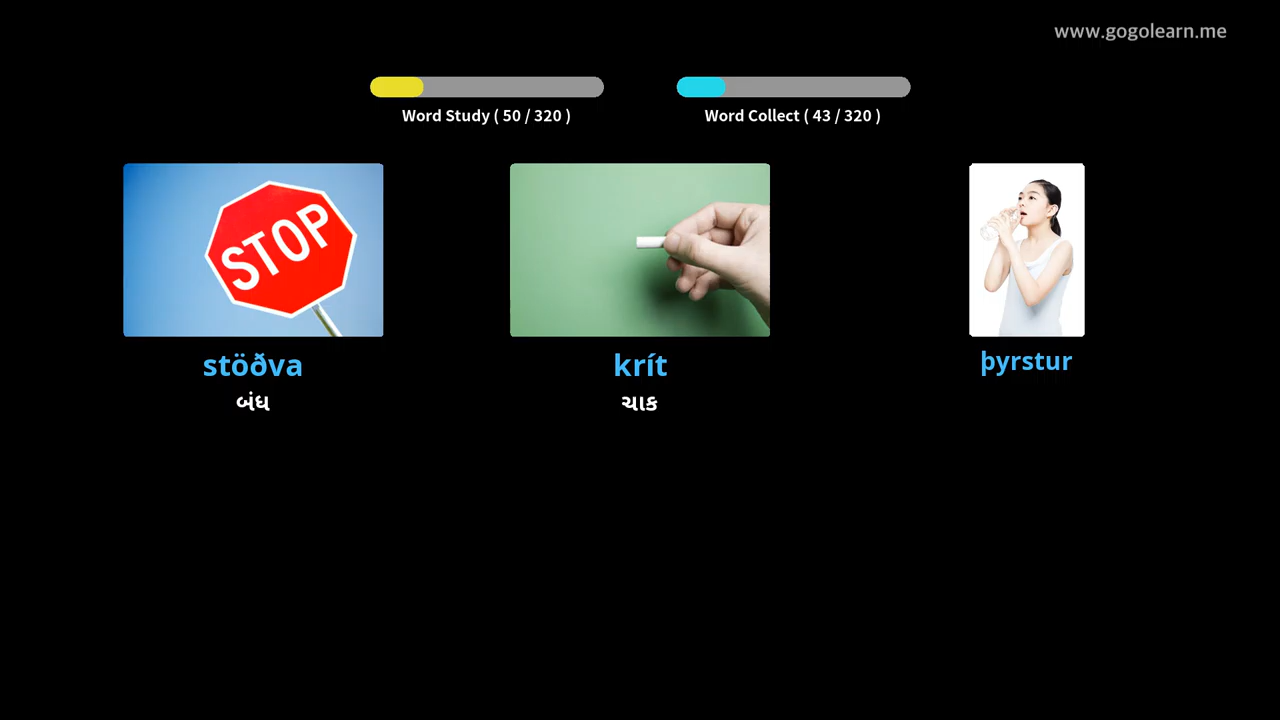 www.gogolearn.me
Word Study ( 50 / 320 )
Word Collect ( 43 / 320 )
STOP
stöðva
krít
þyrstur
બંધ
ચાક